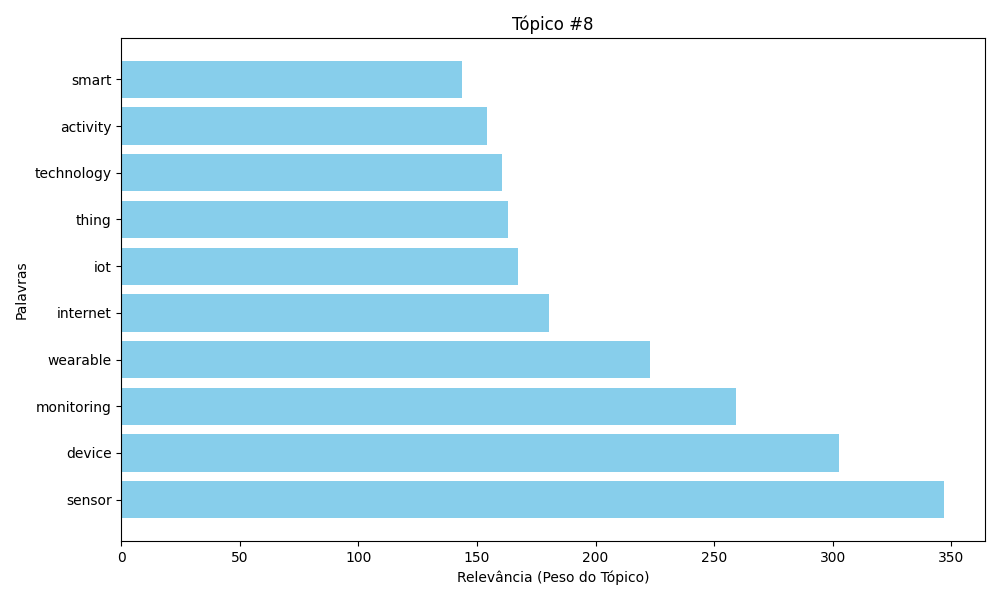 Tópico #8
smart
activity
technology
thing
iot
internet
wearable
monitoring
device
sensor
Palavras
0 50 100 150 200 250 300 350
Relevância (Peso do Tópico)